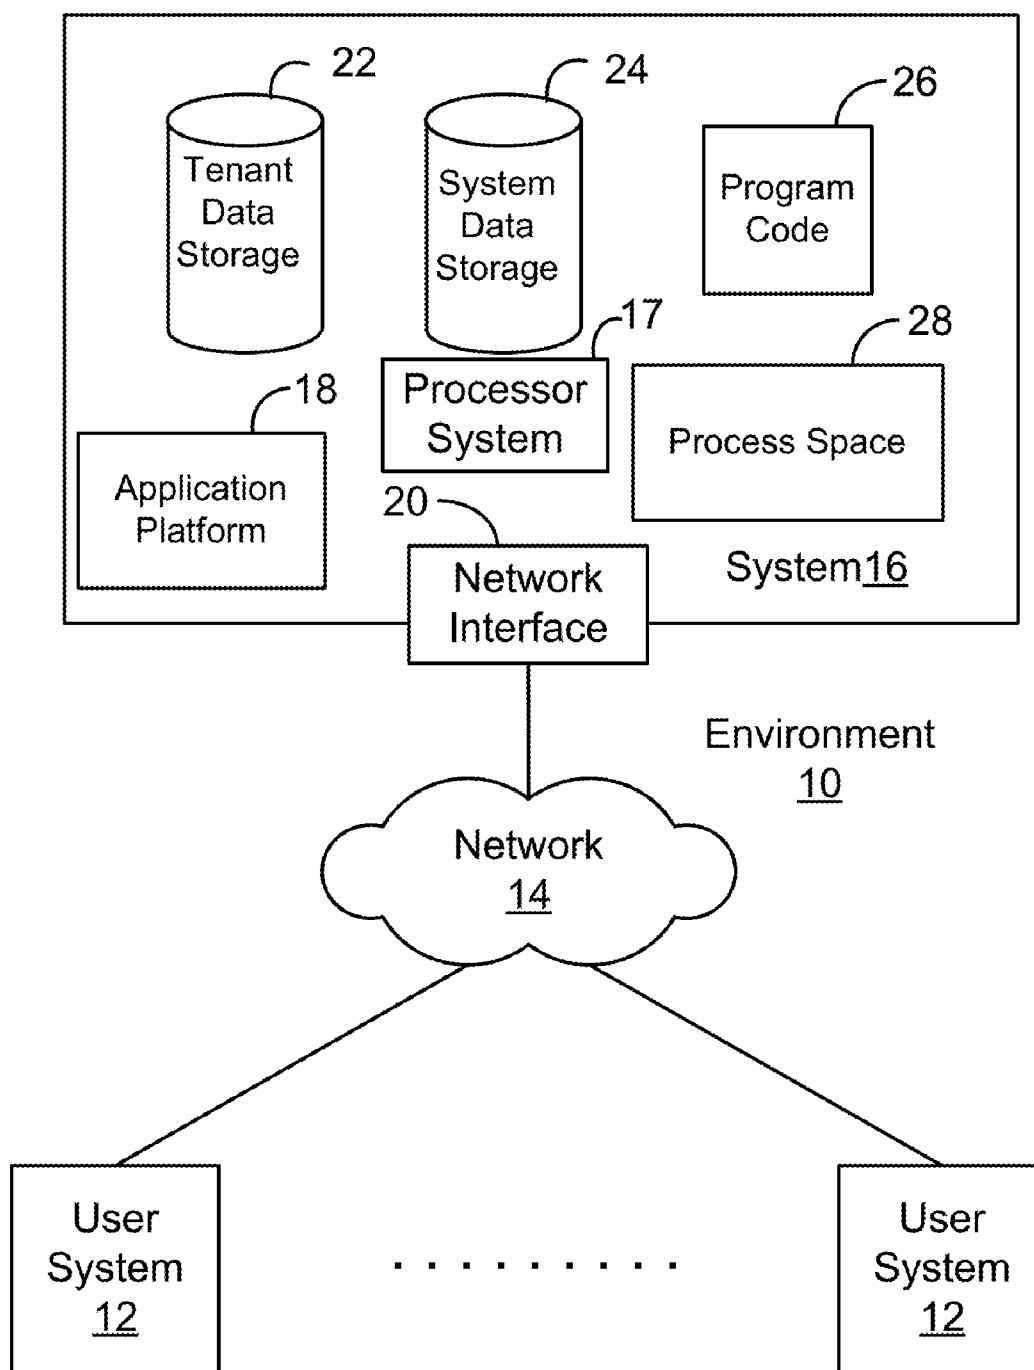 22
24
26
Tenant
Data
Storage
System
Data
Storage
Program
Code
17
28
18
Processor
System
Process Space
Application
Platform
20
Network
Interface
System16
Environment
10
Network
14
User
System
12
. . . . . . . . .
User
System
12